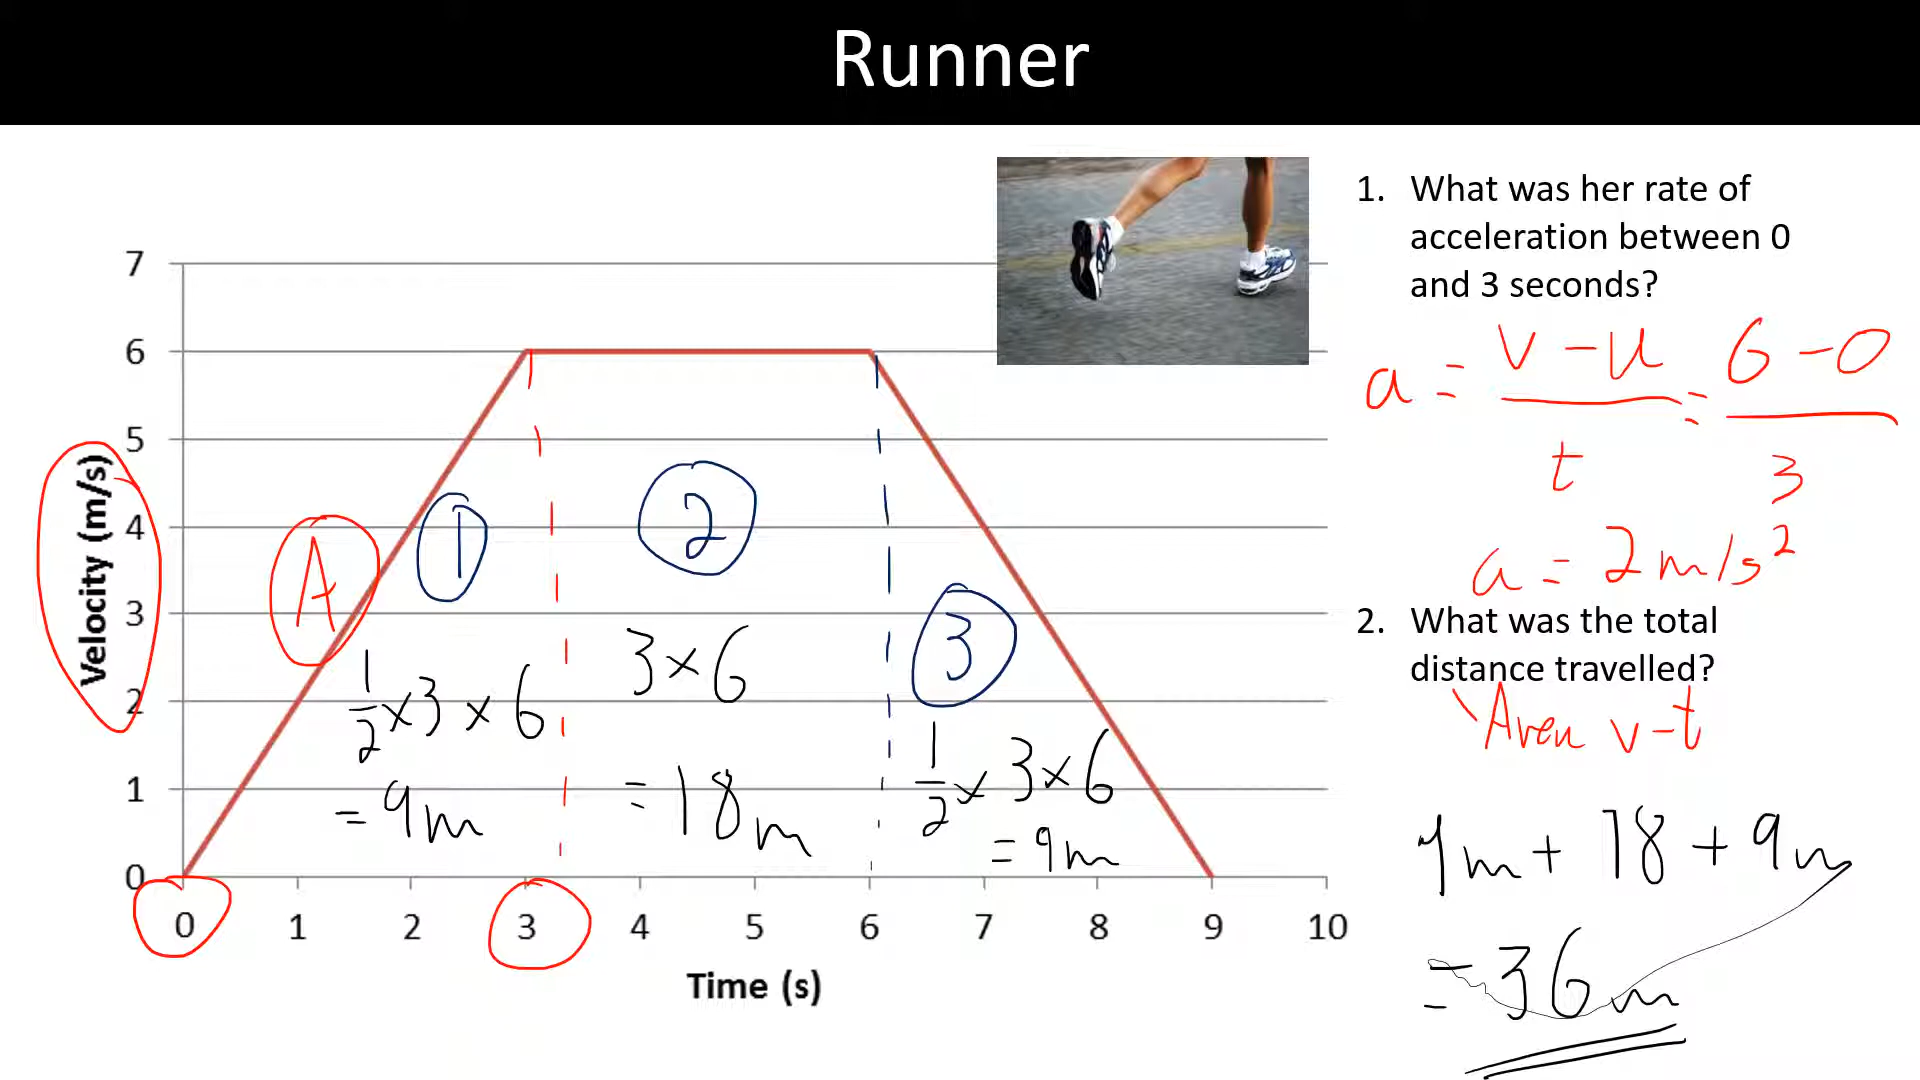 Runner
7
6
5
4
3
2
1
0
Velocity (m/s)
0 1 2 3 4 5 6 7 8 9 10
Time (s)
A
1
2
3
1/2 × 3 × 6
= 9m
3 × 6
= 18m
1/2 × 3 × 6
= 9m
1. What was her rate of
acceleration between 0
and 3 seconds?
a = v - u / t = 6 - 0 / 3
a = 2 m/s²
2. What was the total
distance travelled?
Area v-t
9m + 18 + 9m
= 36m